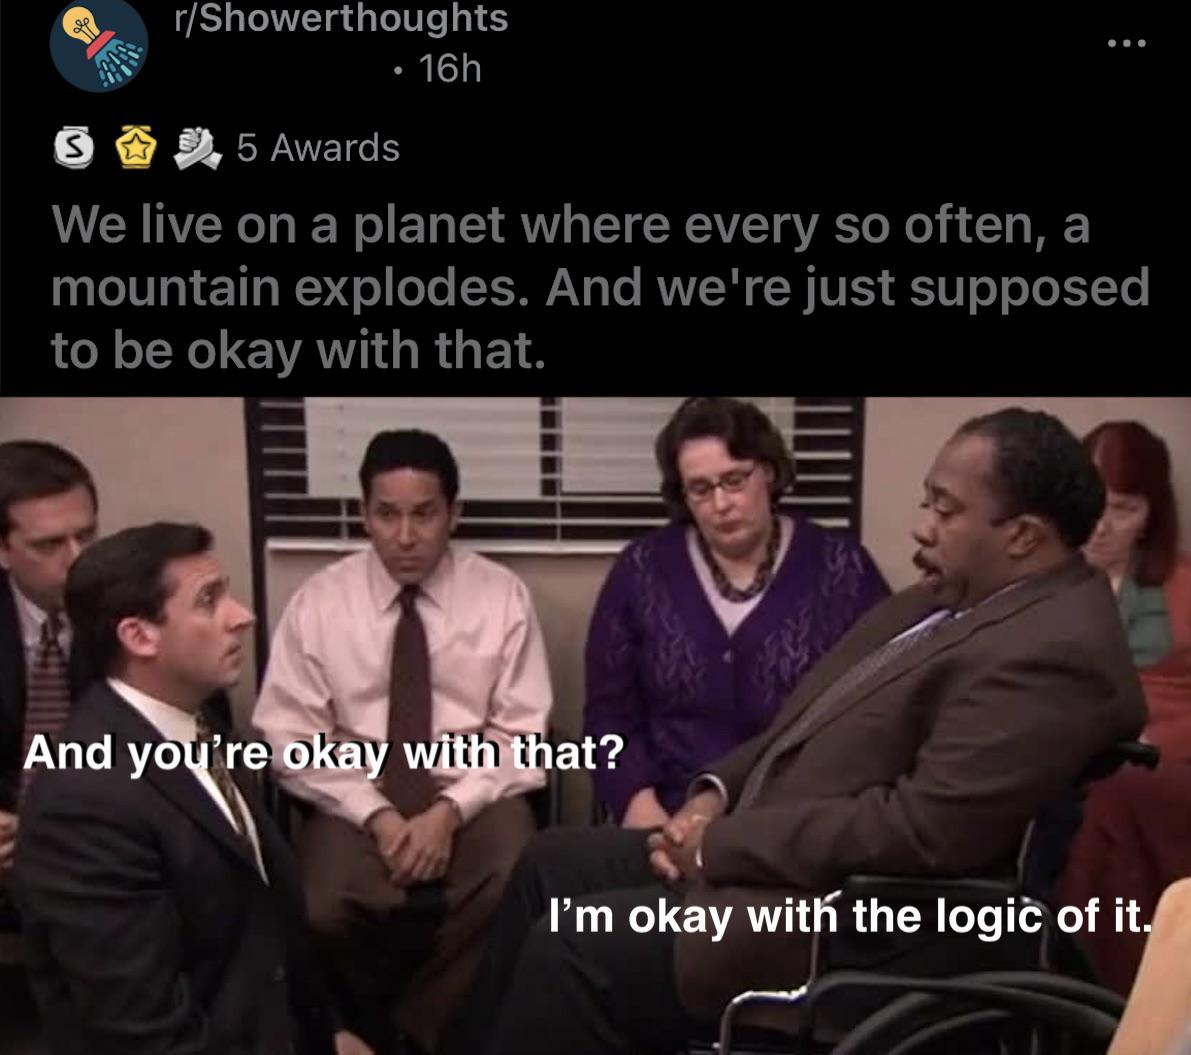 r/Showerthoughts
• 16h
S 5 Awards
We live on a planet where every so often, a
mountain explodes. And we're just supposed
to be okay with that.
And you're okay with that?
I'm okay with the logic of it.